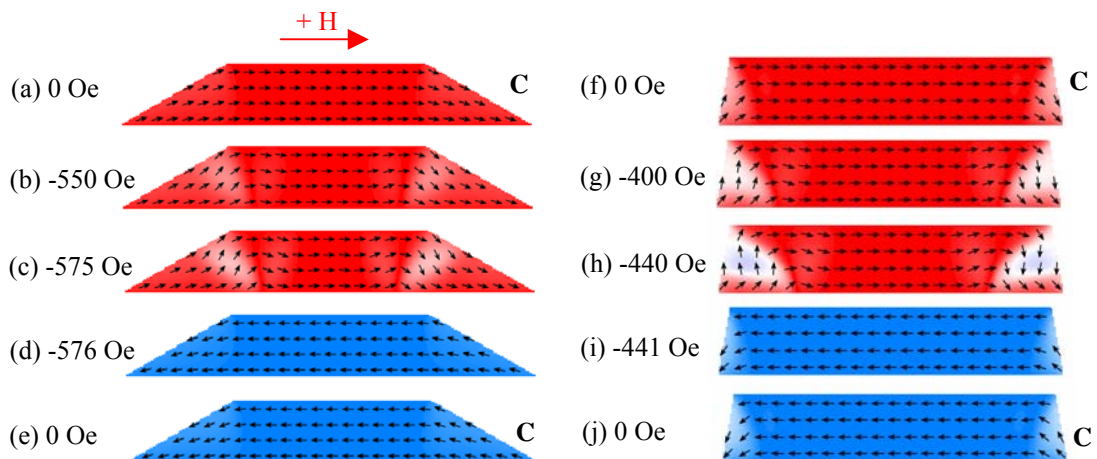 + H
(a) 0 Oe
C
(b) -550 Oe
(c) -575 Oe
(d) -576 Oe
(e) 0 Oe
C
(f) 0 Oe
C
(g) -400 Oe
(h) -440 Oe
(i) -441 Oe
(j) 0 Oe
C